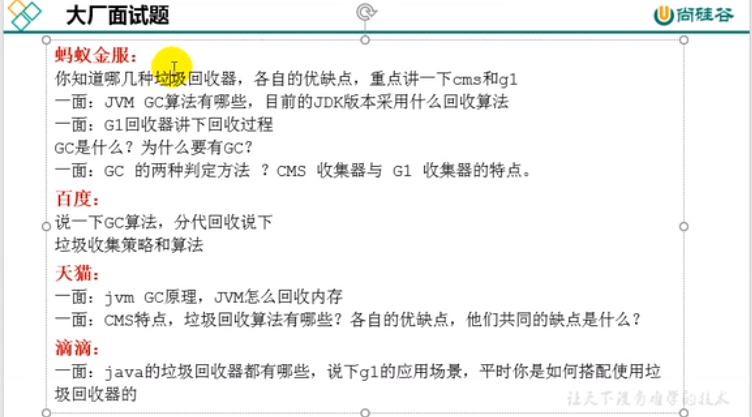 大厂面试题
尚硅谷
蚂蚁金服:
你知道哪几种垃圾回收器，各自的优缺点，重点讲一下cms和g1
一面: JVM GC算法有哪些，目前的JDK版本采用什么回收算法
一面: G1回收器讲下回收过程
GC是什么? 为什么要有GC?
一面: GC 的两种判定方法 ? CMS 收集器与 G1 收集器的特点。
百度:
说一下GC算法，分代回收说下
垃圾收集策略和算法
天猫:
一面: jvm GC原理，JVM怎么回收内存
一面: CMS特点，垃圾回收算法有哪些? 各自的优缺点，他们共同的缺点是什么?
滴滴:
一面: java的垃圾回收器都有哪些，说下g1的应用场景，平时你是如何搭配使用垃
圾回收器的
让天下没有难学的技术